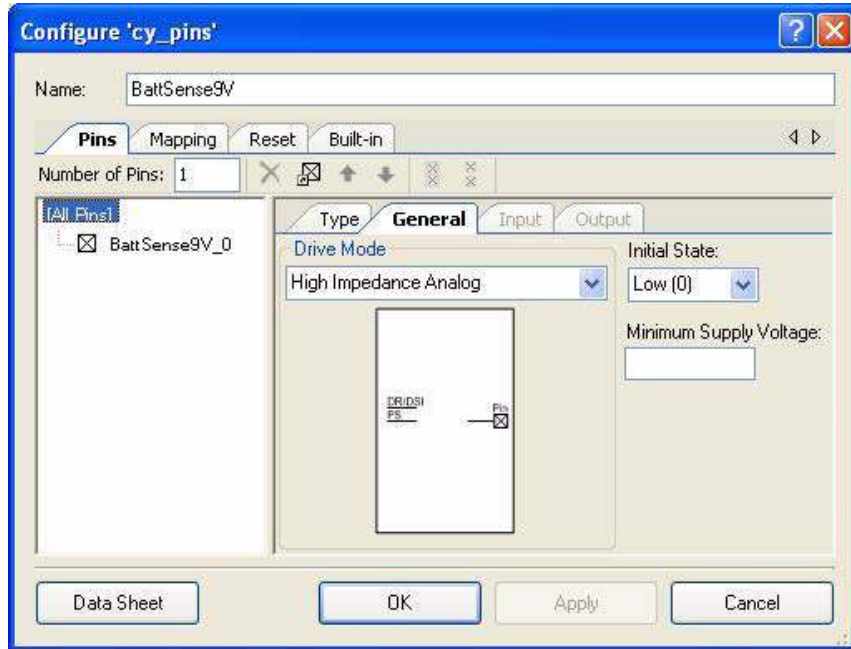 Configure 'cy_pins'
Name: BattSense9V
Pins Mapping Reset Built-in
Number of Pins: 1
[All Pins]
BattSense9V_0
Type General Input Output
Drive Mode
High Impedance Analog
Initial State:
Low (0)
Minimum Supply Voltage:
DR/DSI
PS
Pin
Data Sheet OK Apply Cancel